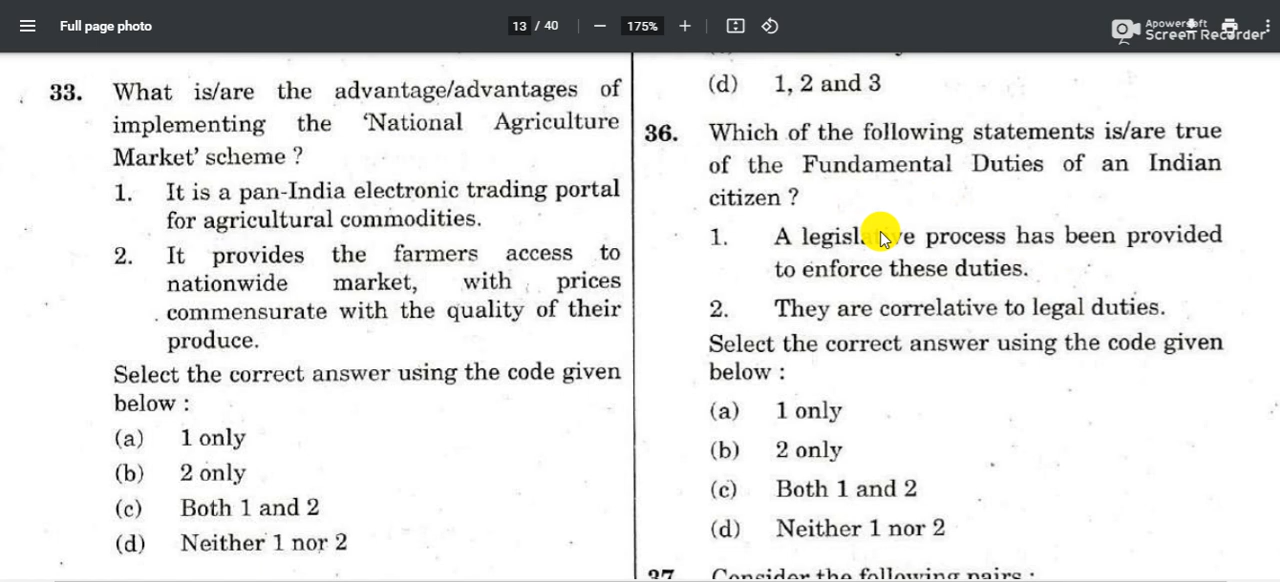 Full page photo
13 / 40
175%
Apowersoft
Screen Recorder
33. What is/are the advantage/advantages of
implementing the ‘National Agriculture
Market’ scheme ?
1. It is a pan-India electronic trading portal
for agricultural commodities.
2. It provides the farmers access to
nationwide market, with prices
commensurate with the quality of their
produce.
Select the correct answer using the code given
below :
(a) 1 only
(b) 2 only
(c) Both 1 and 2
(d) Neither 1 nor 2
(d) 1, 2 and 3
36. Which of the following statements is/are true
of the Fundamental Duties of an Indian
citizen ?
1. A legislative process has been provided
to enforce these duties.
2. They are correlative to legal duties.
Select the correct answer using the code given
below :
(a) 1 only
(b) 2 only
(c) Both 1 and 2
(d) Neither 1 nor 2
37. Consider the following pairs :